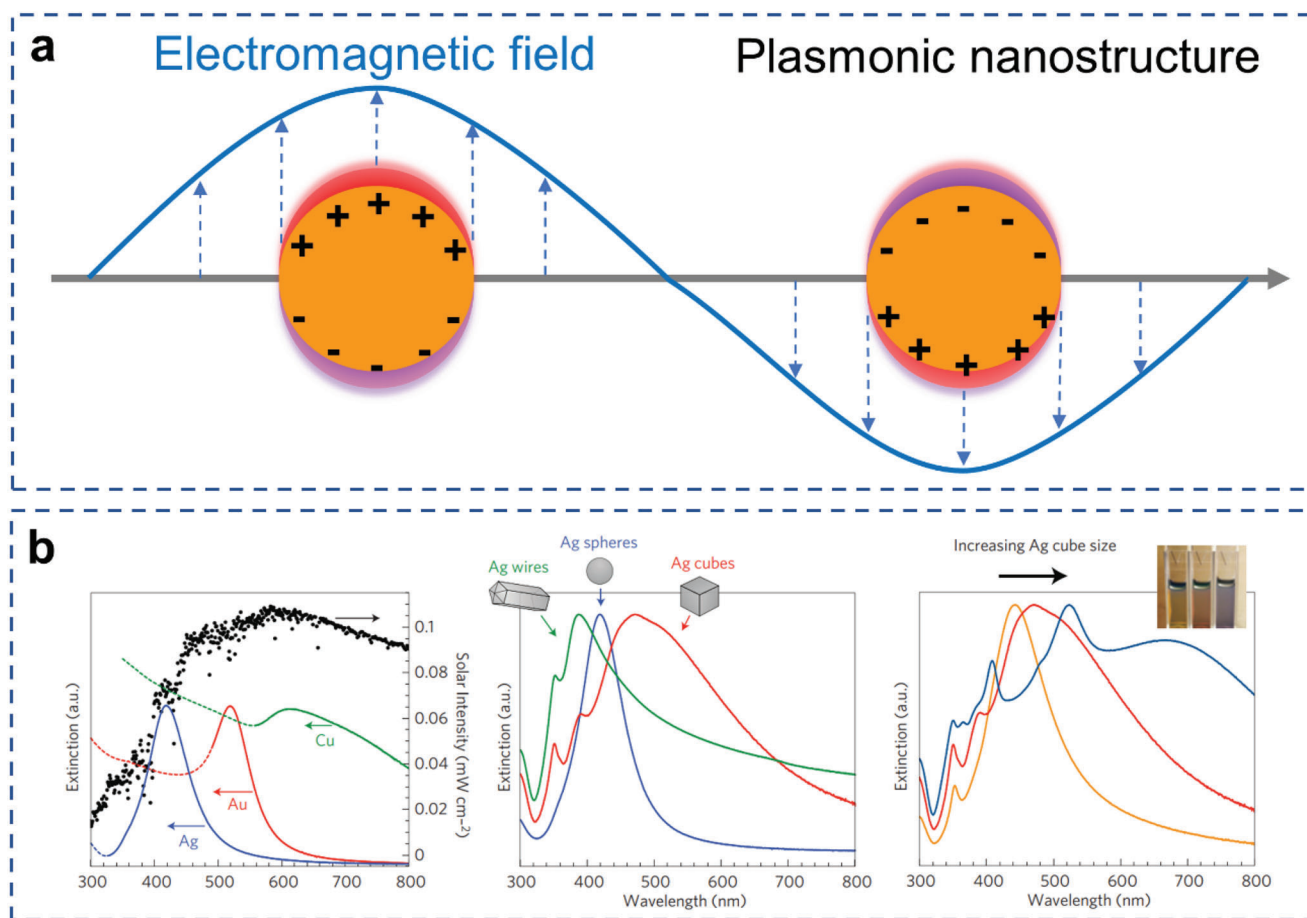 a
Electromagnetic field
Plasmonic nanostructure
+ + + + +
- - - - -
- - - - -
+ + + + +
b
Extinction (a.u.)
Cu
Au
Ag
0.1
0.08
0.06
0.04
0.02
0
Solar Intensity (mW cm⁻²)
300 400 500 600 700 800
Ag wires
Ag spheres
Ag cubes
Extinction (a.u.)
300 400 500 600 700 800
Wavelength (nm)
Increasing Ag cube size
Extinction (a.u.)
300 400 500 600 700 800
Wavelength (nm)